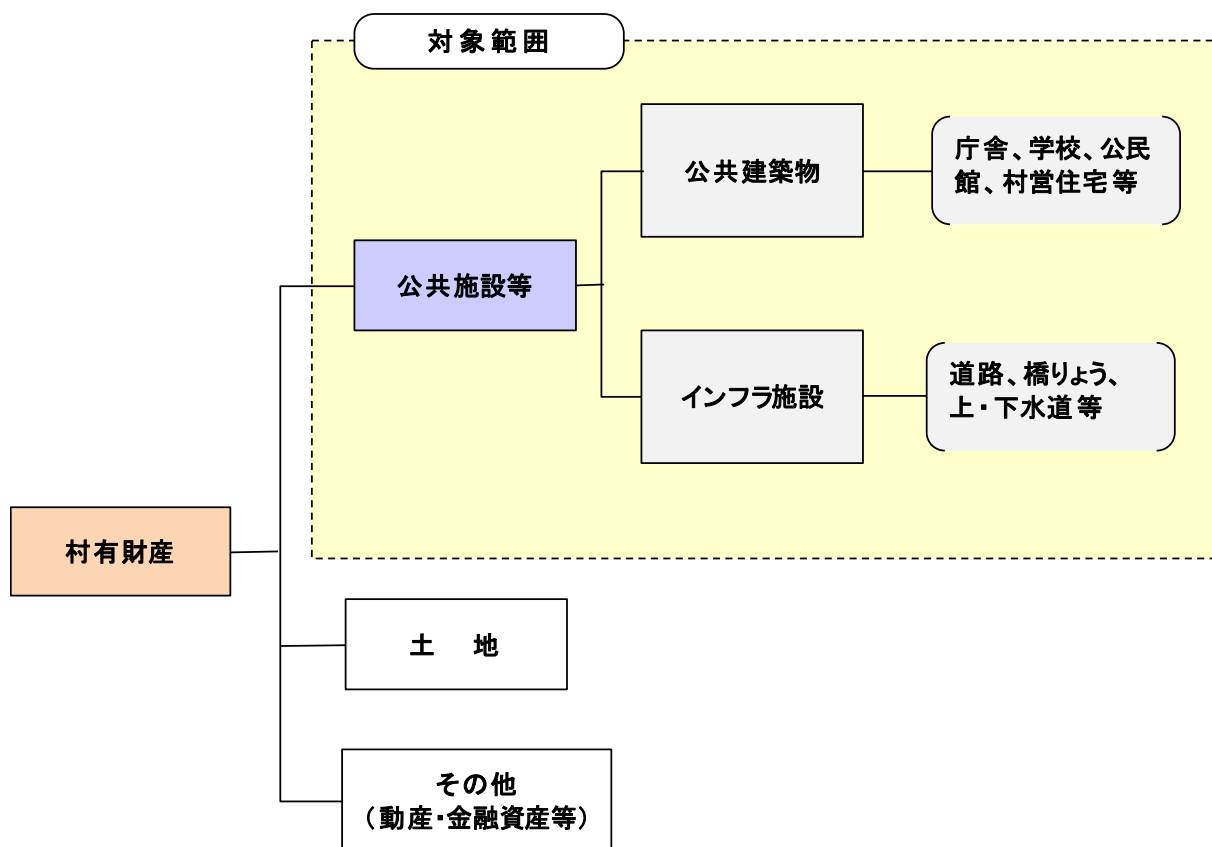 対象範囲
公共建築物
庁舎、学校、公民
館、村営住宅等
公共施設等
インフラ施設
道路、橋りょう、
上・下水道等
村有財産
土　地
その他
（動産・金融資産等）